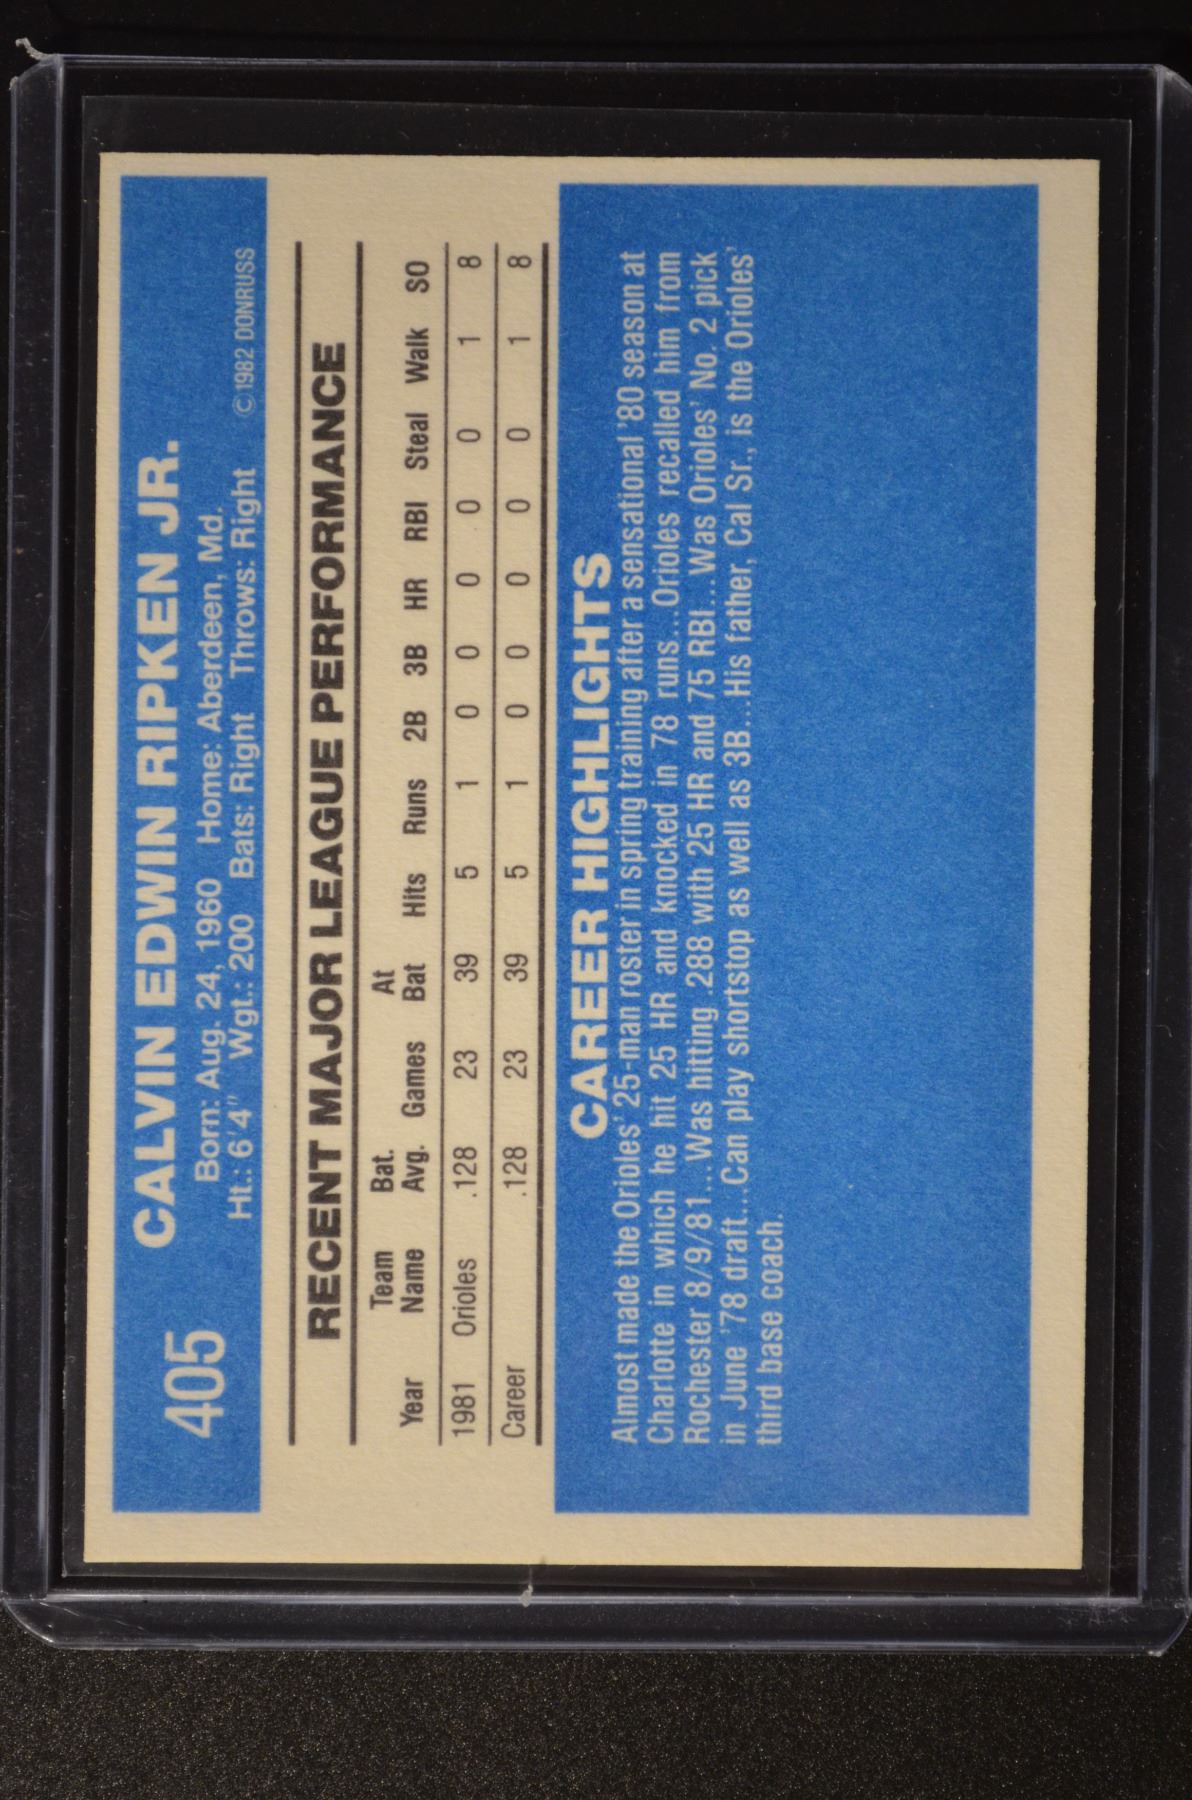 405
CALVIN EDWIN RIPKEN JR.
Born: Aug. 24, 1960 Home: Aberdeen, Md.
Ht.: 6'4" Wgt.: 200 Bats: Right Throws: Right ©1982 DONRUSS
RECENT MAJOR LEAGUE PERFORMANCE
Team Bat. At
Year Name Avg. Games Bat Hits Runs 2B 3B HR RBI Steal Walk SO
1981 Orioles .128 23 39 5 1 0 0 0 0 0 1 8
Career .128 23 39 5 1 0 0 0 0 0 1 8
CAREER HIGHLIGHTS
Almost made the Orioles' 25-man roster in spring training after a sensational '80 season at
Charlotte in which he hit 25 HR and knocked in 78 runs...Orioles recalled him from
Rochester 8/9/81...Was hitting .288 with 25 HR and 75 RBI...Was Orioles' No. 2 pick
in June '78 draft...Can play shortstop as well as 3B...His father, Cal Sr., is the Orioles'
third base coach.